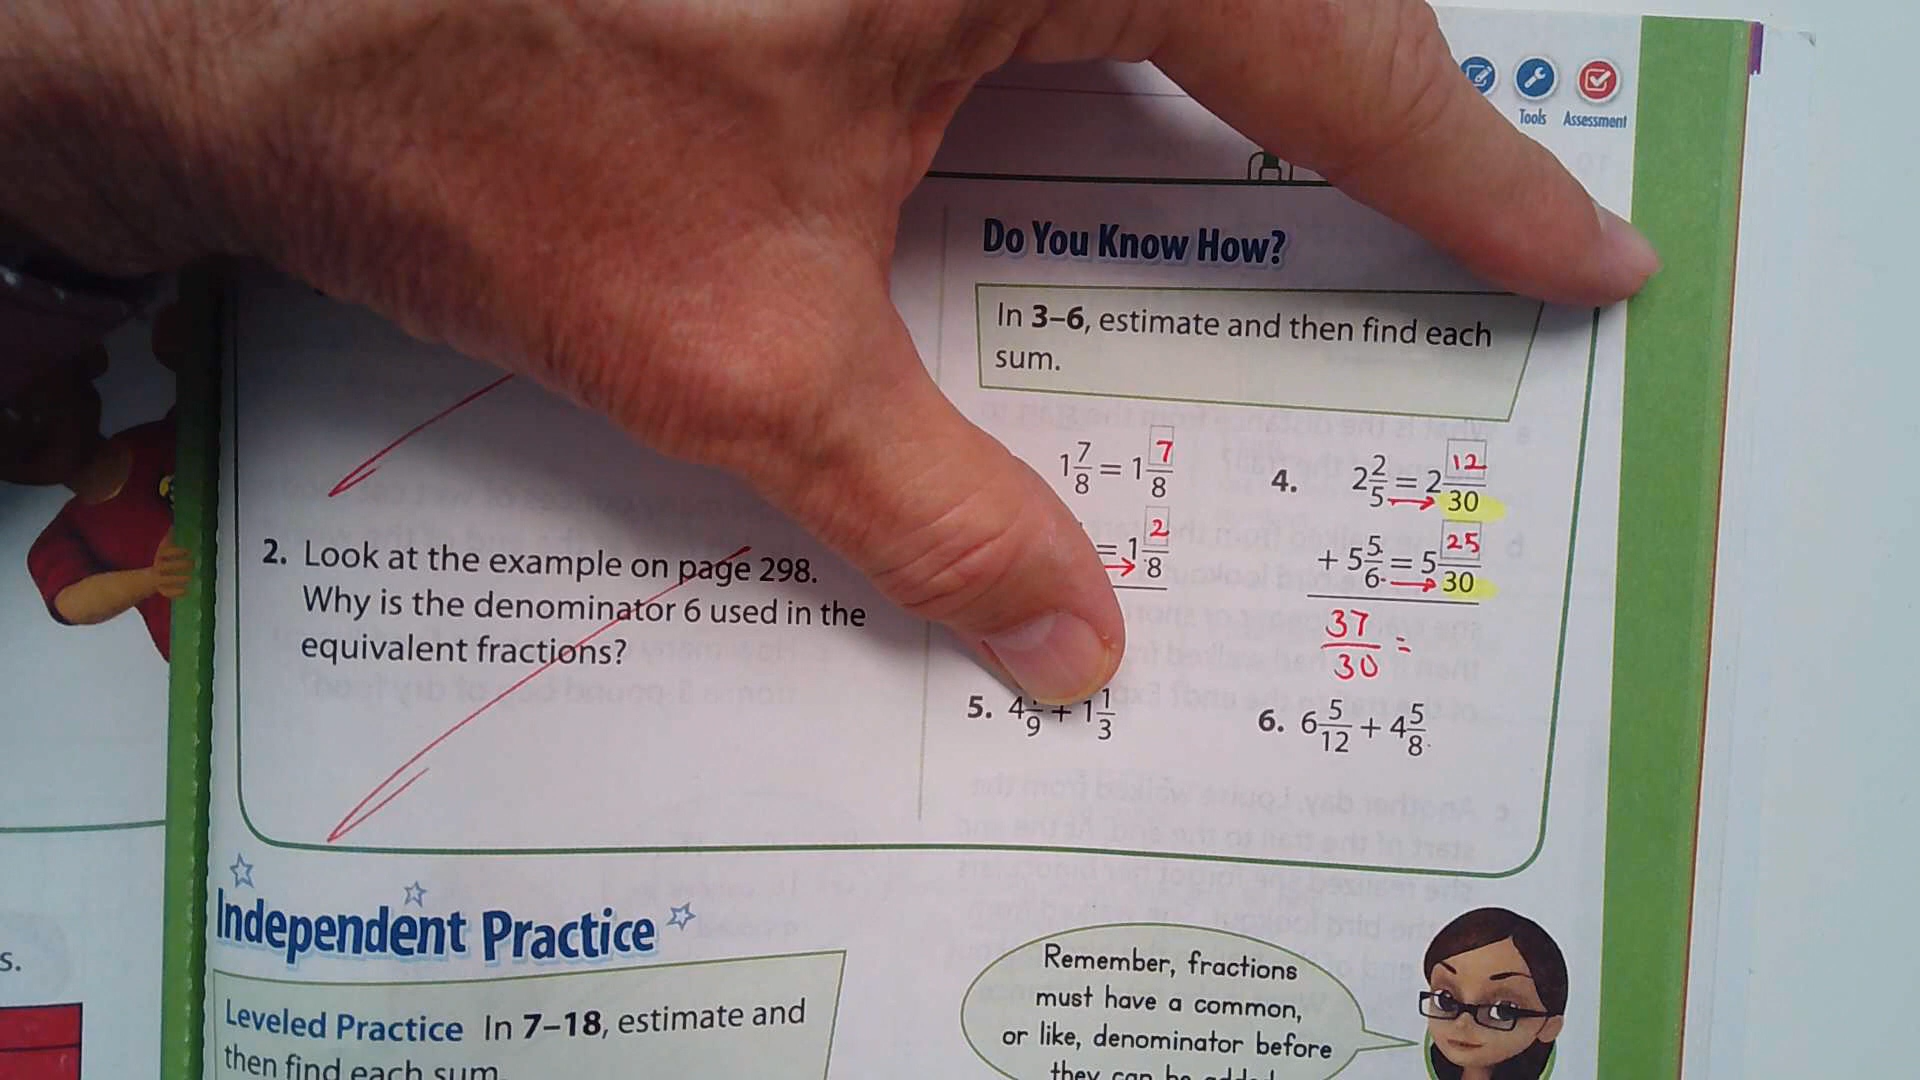 Tools Assessment
Do You Know How?
In 3–6, estimate and then find each
sum.
1 7/8 = 1 7/8
= 1 2/8
4. 2 2/5 = 2 12/30
+ 5 5/6 = 5 25/30
37/30 =
2. Look at the example on page 298.
Why is the denominator 6 used in the
equivalent fractions?
5. 4 /9 + 1 1/3
6. 6 5/12 + 4 5/8
Independent Practice
s.
Leveled Practice In 7–18, estimate and
then find each sum.
Remember, fractions
must have a common,
or like, denominator before
they can be added.